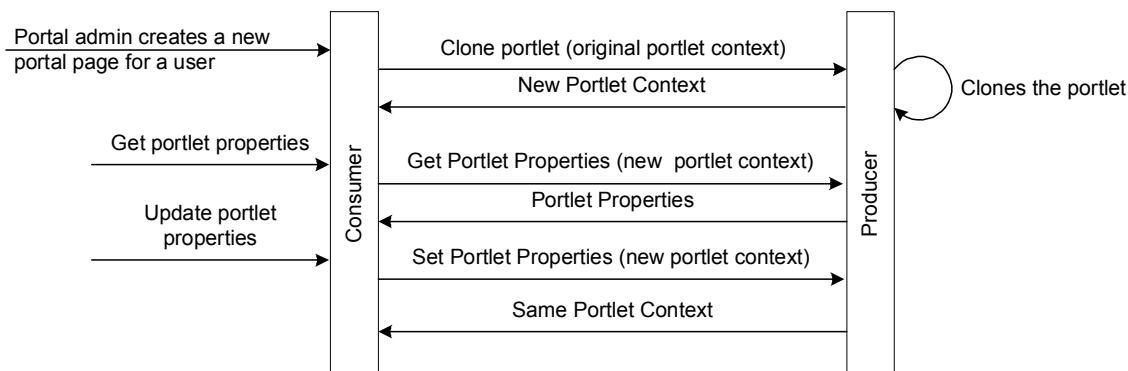 Portal admin creates a new
portal page for a user
Clone portlet (original portlet context)
New Portlet Context
Clones the portlet
Get portlet properties
Get Portlet Properties (new portlet context)
Portlet Properties
Update portlet
properties
Set Portlet Properties (new portlet context)
Same Portlet Context
Consumer
Producer